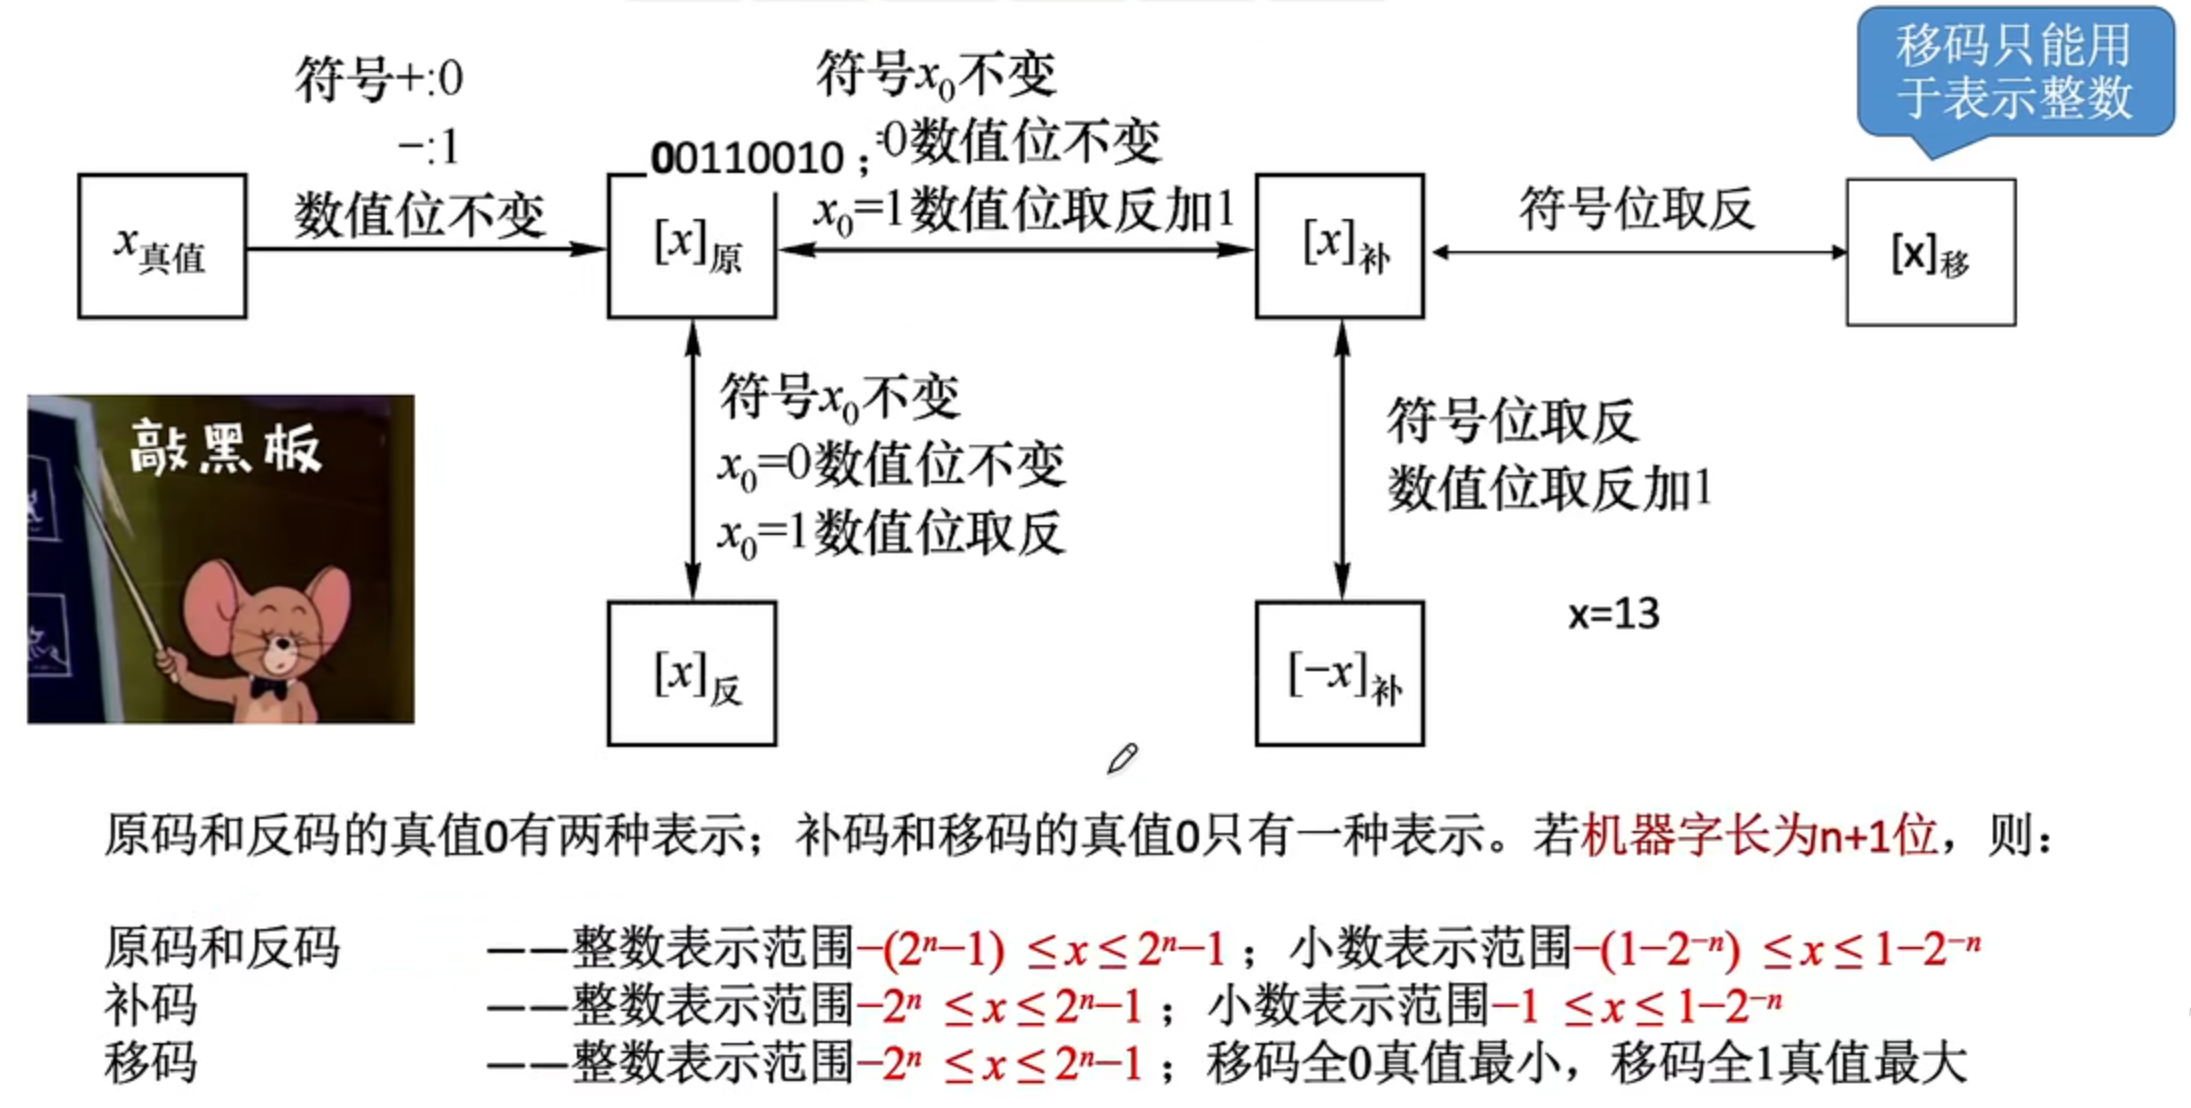 移码只能用
于表示整数
符号+:0
−:1
数值位不变
符号x₀不变
00110010；
=0数值位不变
x₀=1数值位取反加1
符号位取反
x真值
[x]原
[x]补
[x]移
敲黑板
符号x₀不变
x₀=0数值位不变
x₀=1数值位取反
符号位取反
数值位取反加1
x=13
[x]反
[−x]补
原码和反码的真值0有两种表示；补码和移码的真值0只有一种表示。若机器字长为n+1位，则：
原码和反码 ——整数表示范围−(2ⁿ−1) ≤ x ≤ 2ⁿ−1；小数表示范围−(1−2⁻ⁿ) ≤ x ≤ 1−2⁻ⁿ
补码 ——整数表示范围−2ⁿ ≤ x ≤ 2ⁿ−1；小数表示范围−1 ≤ x ≤ 1−2⁻ⁿ
移码 ——整数表示范围−2ⁿ ≤ x ≤ 2ⁿ−1；移码全0真值最小，移码全1真值最大